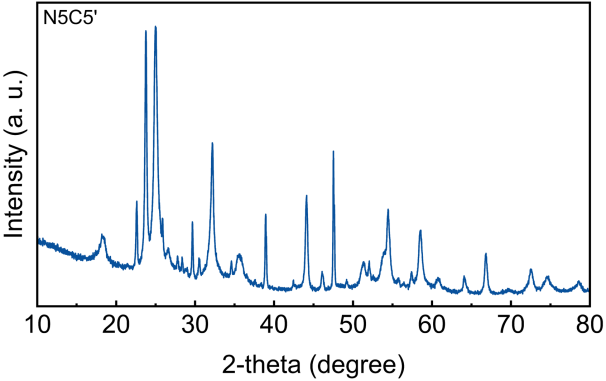 N5C5'
Intensity (a. u.)
10 20 30 40 50 60 70 80
2-theta (degree)